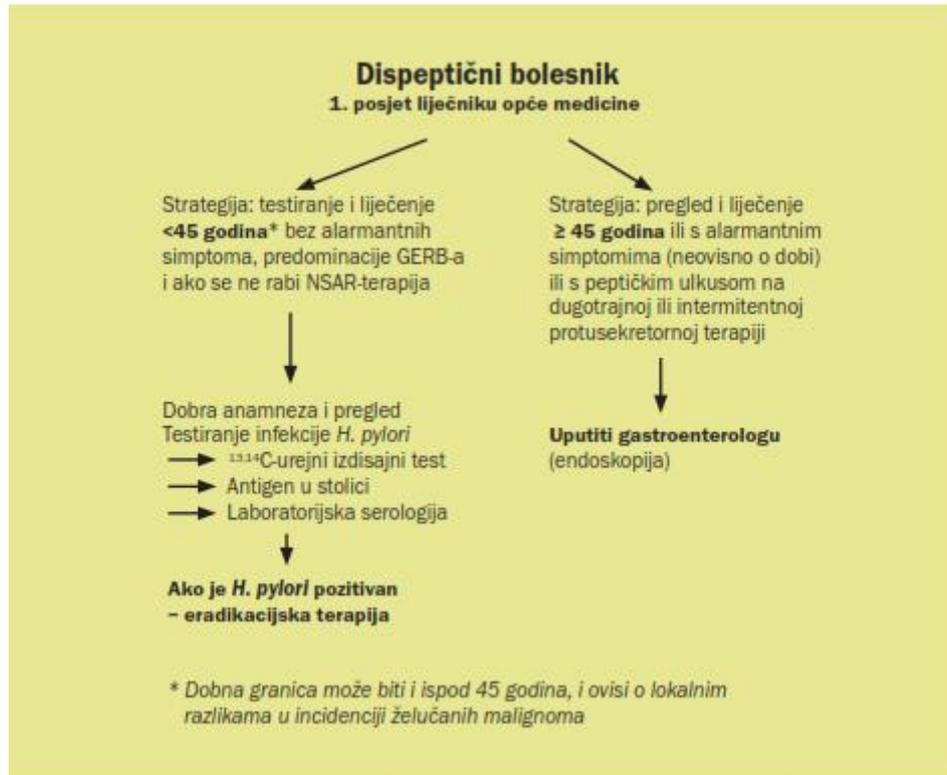 Dispeptični bolesnik
1. posjet liječniku opće medicine
Strategija: testiranje i liječenje
<45 godina* bez alarmantnih
simptoma, predominacije GERB-a
i ako se ne rabi NSAR-terapija
Dobra anamneza i pregled
Testiranje infekcije H. pylori
13,14C-urejni izdisajni test
Antigen u stolici
Laboratorijska serologija
Ako je H. pylori pozitivan
– eradikacijska terapija
Strategija: pregled i liječenje
≥ 45 godina ili s alarmantnim
simptomima (neovisno o dobi)
ili s peptičkim ulkusom na
dugotrajnoj ili intermitentnoj
protusekretornoj terapiji
Uputiti gastroenterologu
(endoskopija)
* Dobna granica može biti i ispod 45 godina, i ovisi o lokalnim
razlikama u incidenciji želučanih malignoma